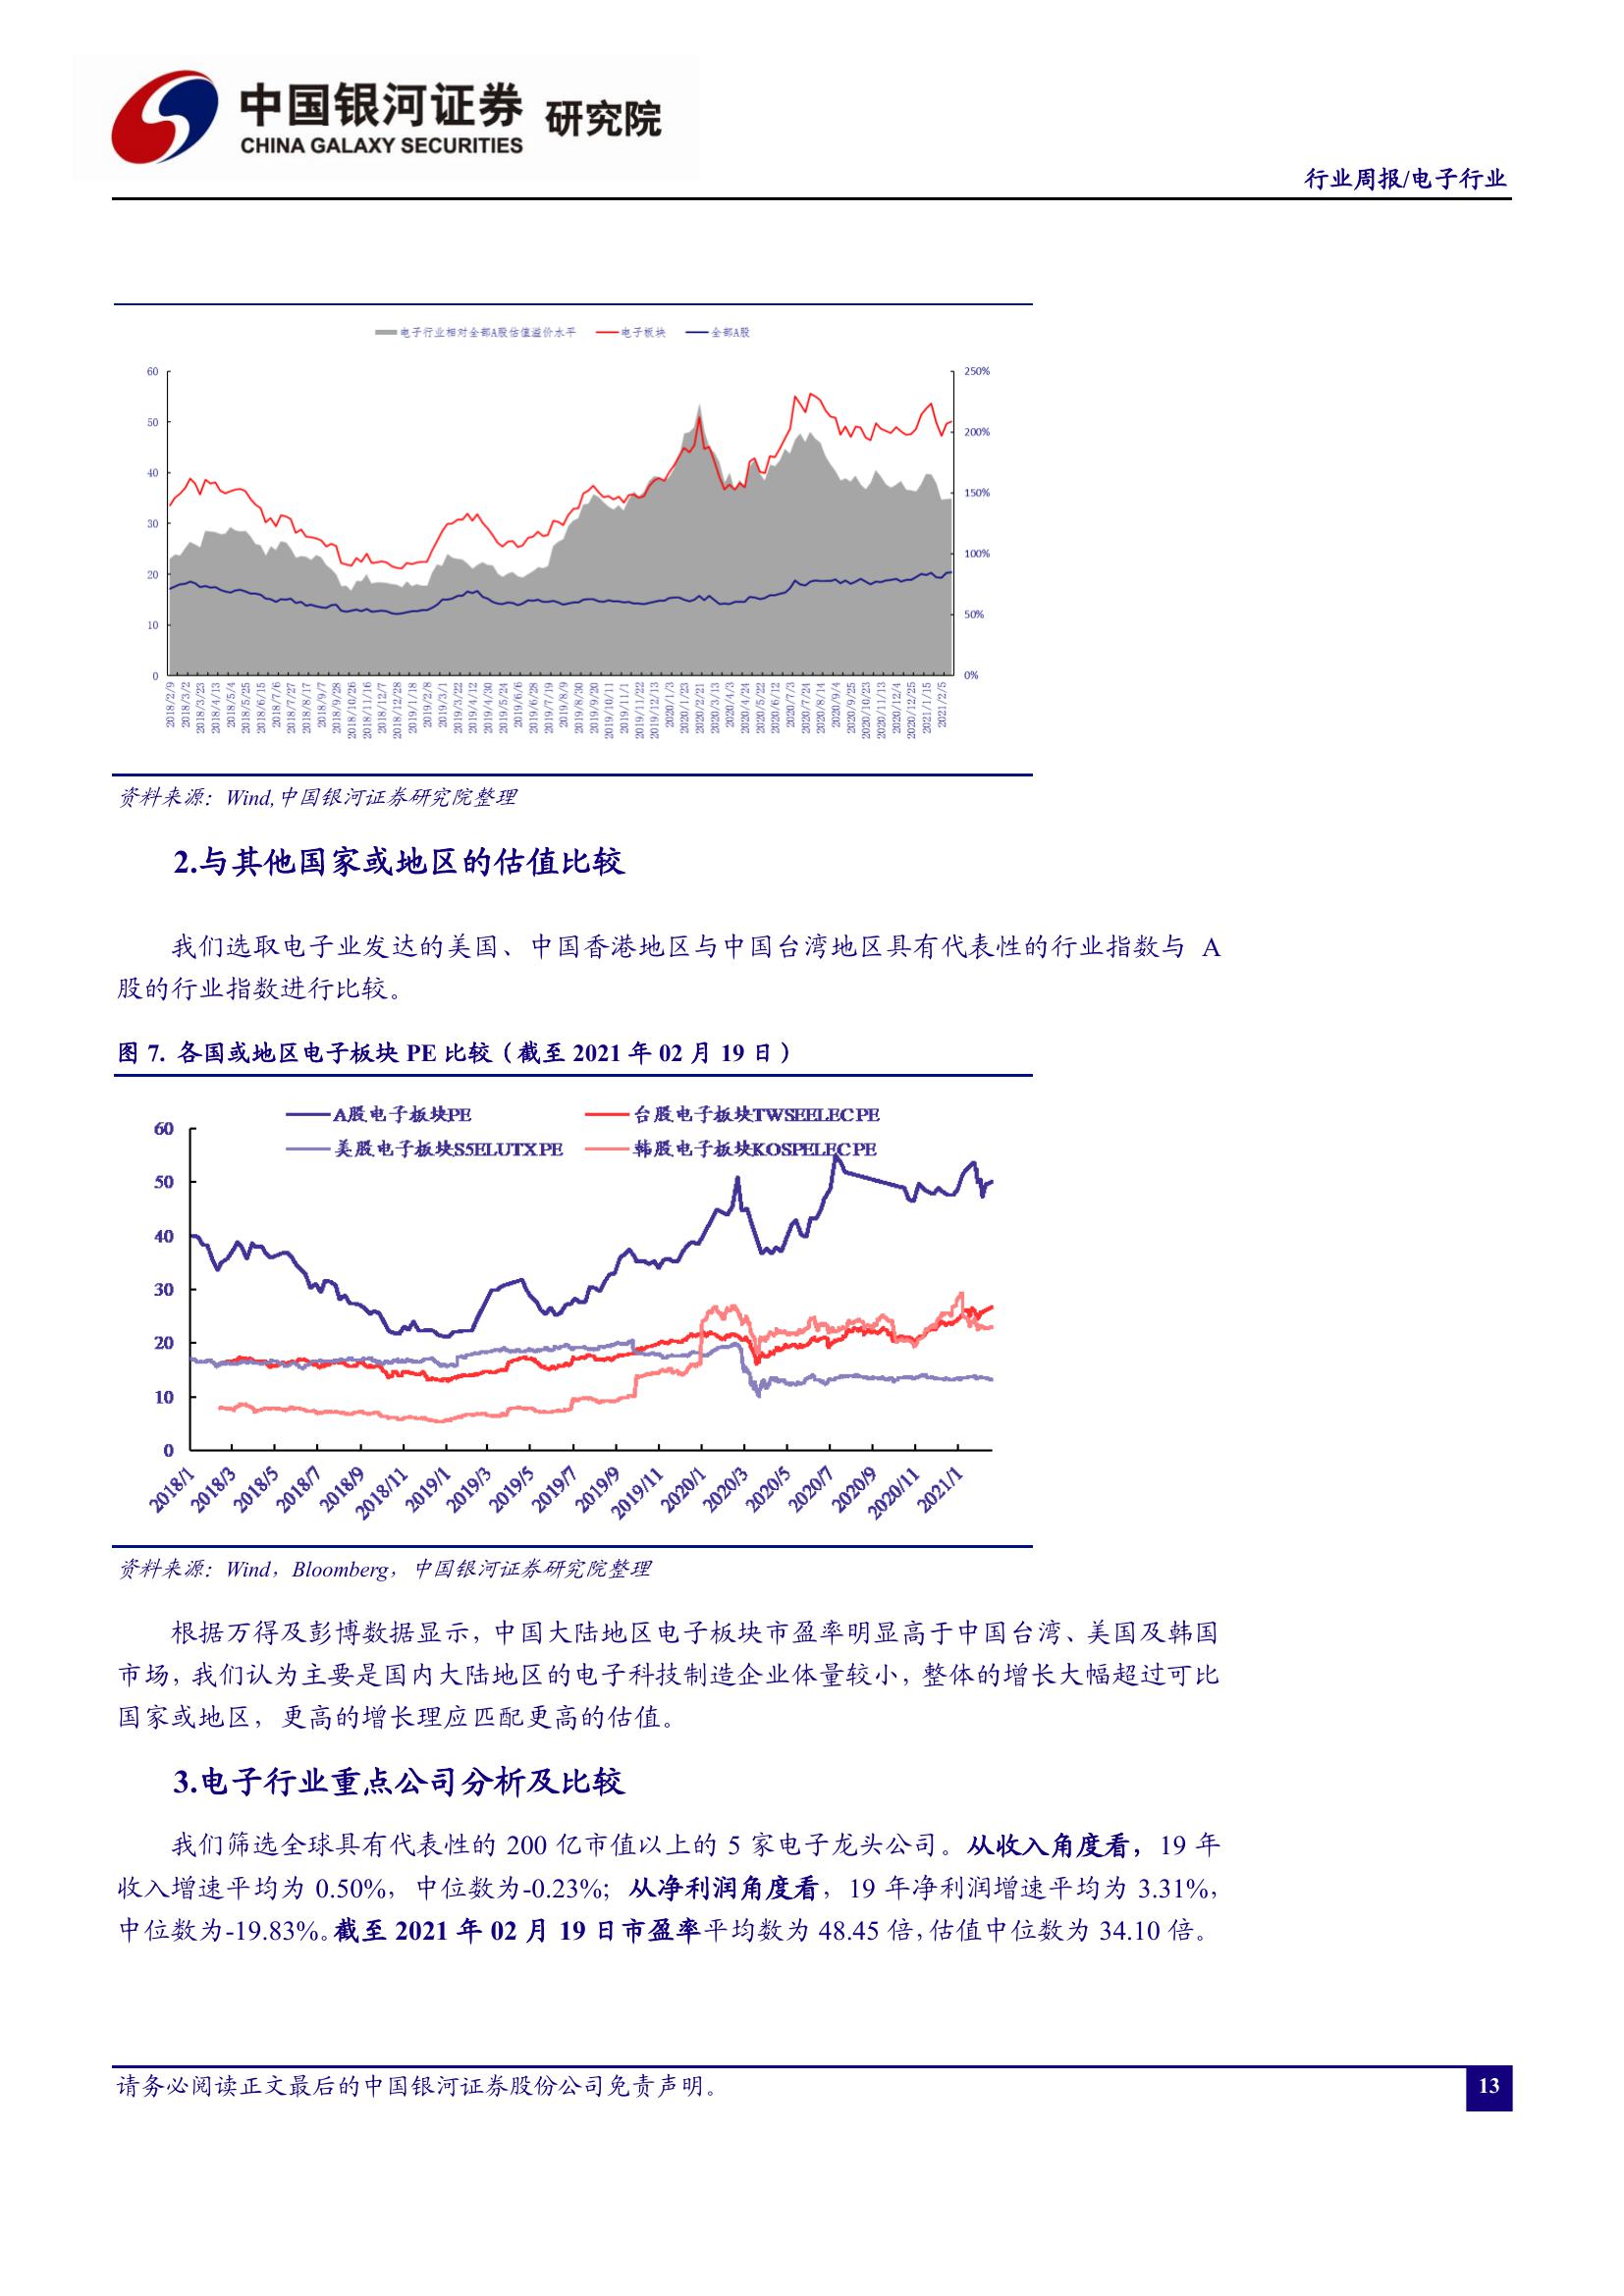 中国银河证券 研究院
CHINA GALAXY SECURITIES
行业周报/电子行业
电子行业相对全部A股估值溢价水平 电子板块 全部A股
60
50
40
30
20
10
0
250%
200%
150%
100%
50%
0%
2018/2/9 2018/3/2 2018/3/23 2018/4/13 2018/5/4 2018/5/25 2018/6/15 2018/7/6 2018/7/27 2018/8/17 2018/9/7 2018/9/28 2018/10/26 2018/11/16 2018/12/7 2018/12/28 2019/1/18 2019/2/8 2019/3/1 2019/3/22 2019/4/12 2019/4/30 2019/5/24 2019/6/6 2019/6/28 2019/7/19 2019/8/9 2019/8/30 2019/9/20 2019/10/11 2019/11/1 2019/11/22 2019/12/13 2020/1/3 2020/1/23 2020/2/21 2020/3/13 2020/4/3 2020/4/24 2020/5/22 2020/6/12 2020/7/3 2020/7/24 2020/8/14 2020/9/4 2020/9/25 2020/10/23 2020/11/13 2020/12/4 2020/12/25 2021/1/15 2021/2/5
资料来源：Wind,中国银河证券研究院整理
2.与其他国家或地区的估值比较
我们选取电子业发达的美国、中国香港地区与中国台湾地区具有代表性的行业指数与 A
股的行业指数进行比较。
图 7. 各国或地区电子板块 PE 比较（截至 2021 年 02 月 19 日）
A股电子板块PE 台股电子板块TWSEELECPE
美股电子板块S5ELUTXPE 韩股电子板块KOSPELECPE
60
50
40
30
20
10
0
2018/1 2018/3 2018/5 2018/7 2018/9 2018/11 2019/1 2019/3 2019/5 2019/7 2019/9 2019/11 2020/1 2020/3 2020/5 2020/7 2020/9 2020/11 2021/1
资料来源：Wind，Bloomberg，中国银河证券研究院整理
根据万得及彭博数据显示，中国大陆地区电子板块市盈率明显高于中国台湾、美国及韩国
市场，我们认为主要是国内大陆地区的电子科技制造企业体量较小，整体的增长大幅超过可比
国家或地区，更高的增长理应匹配更高的估值。
3.电子行业重点公司分析及比较
我们筛选全球具有代表性的 200 亿市值以上的 5 家电子龙头公司。从收入角度看，19 年
收入增速平均为 0.50%，中位数为-0.23%；从净利润角度看，19 年净利润增速平均为 3.31%，
中位数为-19.83%。截至 2021 年 02 月 19 日市盈率平均数为 48.45 倍，估值中位数为 34.10 倍。
请务必阅读正文最后的中国银河证券股份公司免责声明。
13